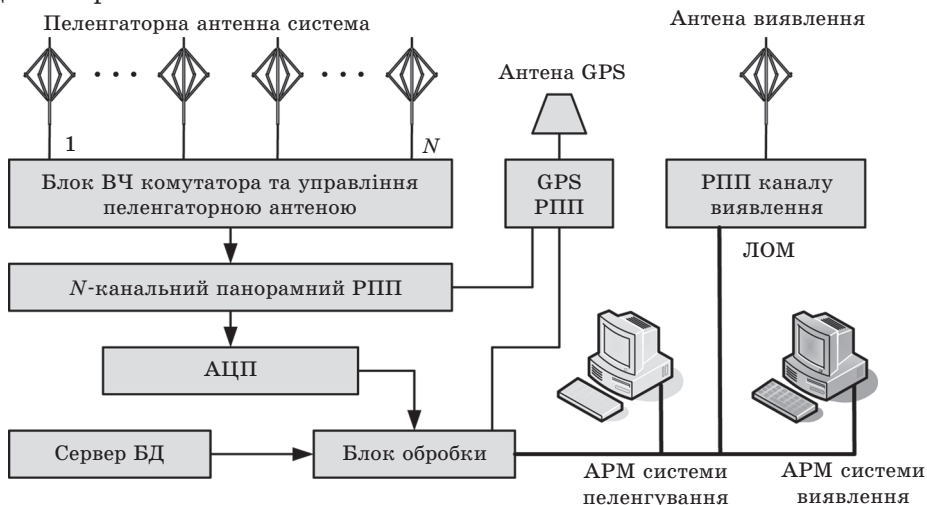 Пеленгаторна антенна система
Антена виявлення
Антена GPS
1
N
Блок ВЧ комутатора та управління
пеленгаторною антеною
GPS
РПП
РПП каналу
виявлення
ЛОМ
N-канальний панорамний РПП
АЦП
Сервер БД
Блок обробки
АРМ системи
пеленгування
АРМ системи
виявлення